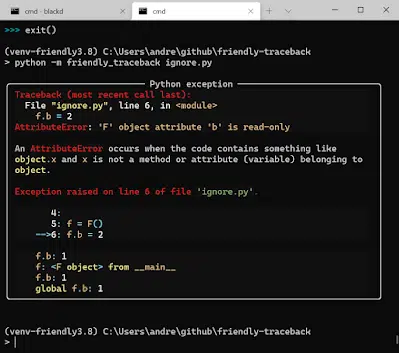 cmd - blackd
cmd
>>> exit()
(venv-friendly3.8) C:\Users\andre\github\friendly-traceback
> python -m friendly_traceback ignore.py
Python exception
Traceback (most recent call last):
File "ignore.py", line 6, in <module>
f.b = 2
AttributeError: 'F' object attribute 'b' is read-only
An AttributeError occurs when the code contains something like
object.x and x is not a method or attribute (variable) belonging to
object.
Exception raised on line 6 of file 'ignore.py'.
4:
5: f = F()
-->6: f.b = 2
f.b: 1
f: <F object> from __main__
f.b: 1
global f.b: 1
(venv-friendly3.8) C:\Users\andre\github\friendly-traceback
>